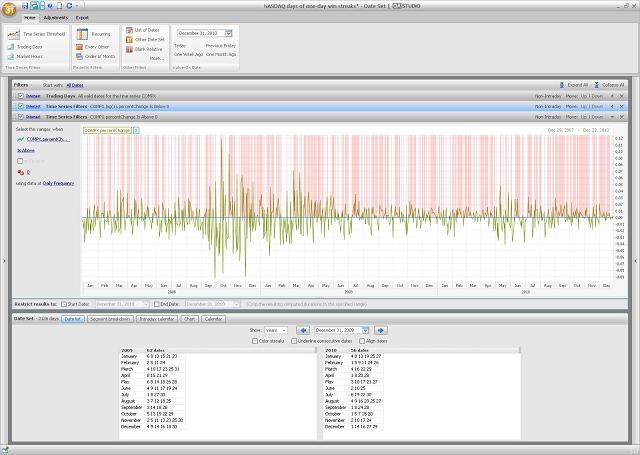 NASDAQ days of one-day win streaks* - Date Set | STUDIO
Home Adjustments Export
Time Series Threshold
Trading Days
Market Hours
Time Series Filters
Recurring
Every Other
Order of Month
Periodic Filters
List of Dates
Other Date Set
Blank Relative
More...
Other Filters
December 31, 2010
Today Previous Friday
One Week Ago One Month Ago
Value-On Date
Filters Start with: All Dates Expand All Collapse All
Intersect Trading Days All valid dates for the time series COMPX Non-Intraday Move: Up | Down
Intersect Time Series Filters COMPX.lag().percentChange Is Below 0 Non-Intraday Move: Up | Down
Intersect Time Series Filters COMPX.percentChange Is Above 0 Non-Intraday Move: Up | Down
Select the ranges when
COMPX.percentCh...
Is Above
0
using data at Daily Frequency
COMPX.percentChange 0
Dec 29, 2007 - Dec 29, 2010
0.12
0.11
0.10
0.09
0.08
0.07
0.06
0.05
0.04
0.03
0.02
0.01
0.00
-0.01
-0.02
-0.03
-0.04
-0.05
-0.06
-0.07
-0.08
-0.09
Jan Feb Mar Apr May Jun Jul Aug Sep Oct Nov Dec Jan Feb Mar Apr May Jun Jul Aug Sep Oct Nov Dec Jan Feb Mar Apr May Jun Jul Aug Sep Oct Nov Dec
2008 2009 2010
Restrict results to: Start Date: December 31, 2010 End Date: December 31, 2010 (Crop the resulting computed durations to the specified range)
Date Set - 2126 days Date list Segment breakdown Intraday calendar Chart Calendar
Show: years December 31, 2009
Color streaks Underline consecutive dates Align dates
2009 63 dates
January 6 8 13 15 21 23
February 2 5 11 24
March 4 10 17 23 25 31
April 8 15 21 29
May 6 8 14 18 26 28
June 4 9 11 17 19 24
July 1 8 27 30
August 3 7 12 18 25
September 3 14 18 28
October 5 13 19 22 29
November 2 5 11 13 23 25 30
December 4 9 14 16 18 30
2010 56 dates
January 4 8 13 19 25 27
February 1 5 9 11 24 26
March 4 16 22 29
April 1 8 20 28
May 3 10 17 21 27
June 2 10 25
July 6 19 22 30
August 4 9 16 20 25 27
September 1 8 24 28
October 1 5 7 15 20
November 2 10 17 24
December 1 14 16 27 29